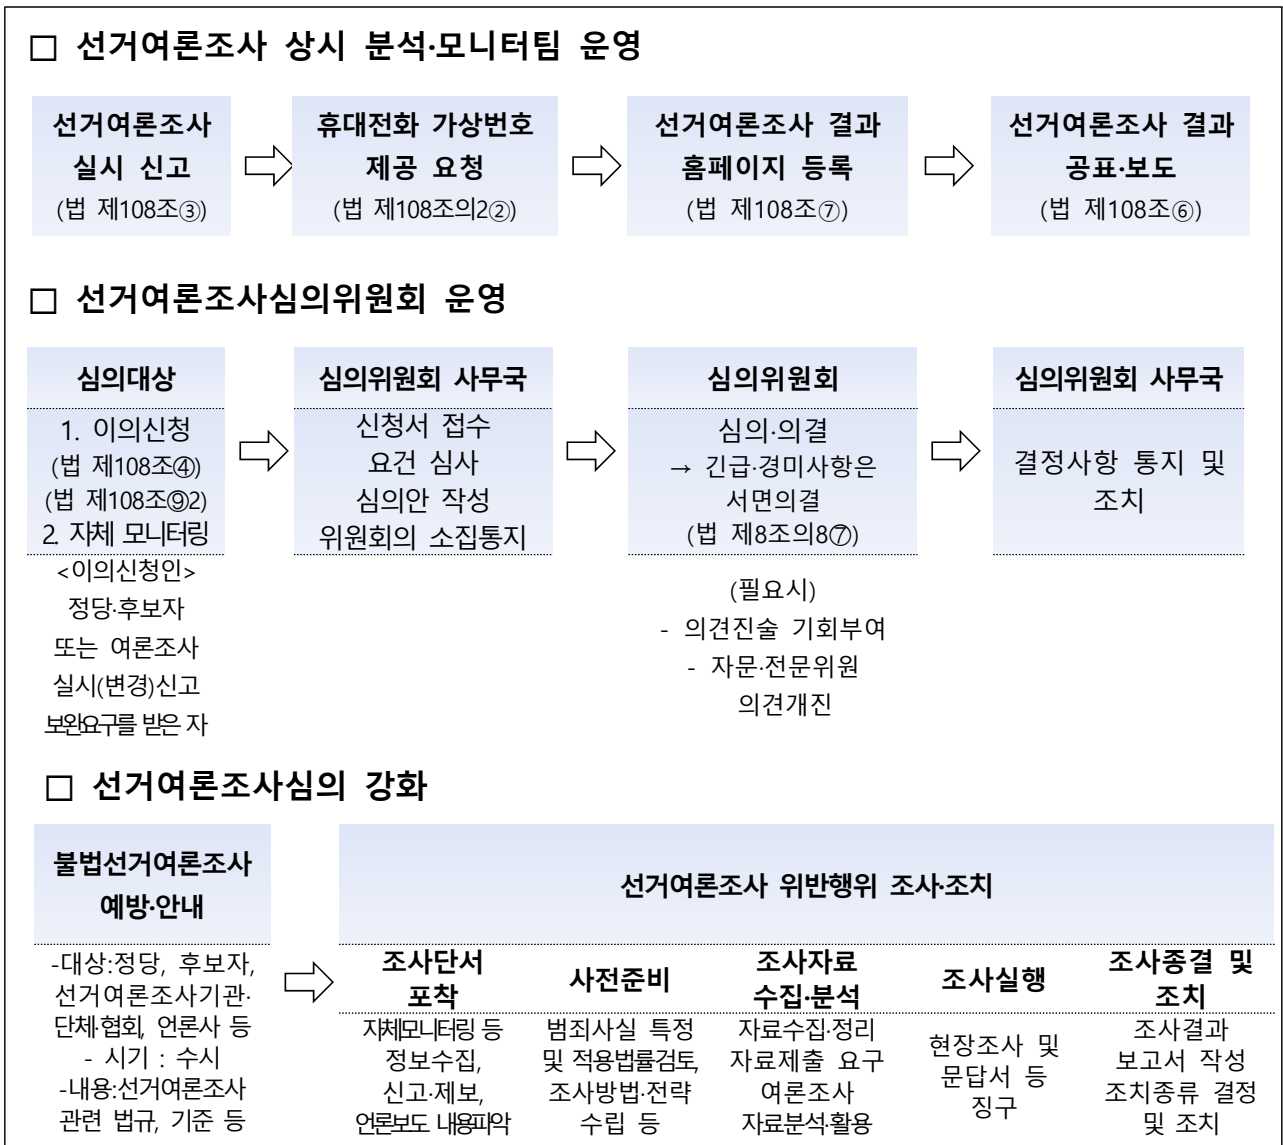 □ 선거여론조사 상시 분석·모니터팀 운영
선거여론조사
실시 신고
(법 제108조③)
휴대전화 가상번호
제공 요청
(법 제108조의2②)
선거여론조사 결과
홈페이지 등록
(법 제108조⑦)
선거여론조사 결과
공표·보도
(법 제108조⑥)
□ 선거여론조사심의위원회 운영
심의대상
1. 이의신청
(법 제108조④)
(법 제108조⑨2)
2. 자체 모니터링
<이의신청인>
정당·후보자
또는 여론조사
실시(변경)신고
보완요구를 받은 자
심의위원회 사무국
신청서 접수
요건 심사
심의안 작성
위원회의 소집통지
심의위원회
심의·의결
→ 긴급·경미사항은
서면의결
(법 제8조의8⑦)
(필요시)
- 의견진술 기회부여
- 자문·전문위원
의견개진
심의위원회 사무국
결정사항 통지 및
조치
□ 선거여론조사심의 강화
불법선거여론조사
예방·안내
-대상:정당, 후보자,
선거여론조사기관·
단체·협회, 언론사 등
- 시기 : 수시
-내용:선거여론조사
관련 법규, 기준 등
선거여론조사 위반행위 조사·조치
조사단서
포착
자체모니터링 등
정보수집,
신고·제보,
언론보도 내용파악
사전준비
범죄사실 특정
및 적용법률검토,
조사방법·전략
수립 등
조사자료
수집·분석
자료수집·정리
자료제출 요구
여론조사
자료분석·활용
조사실행
현장조사 및
문답서 등
징구
조사종결 및
조치
조사결과
보고서 작성
조치종류 결정
및 조치